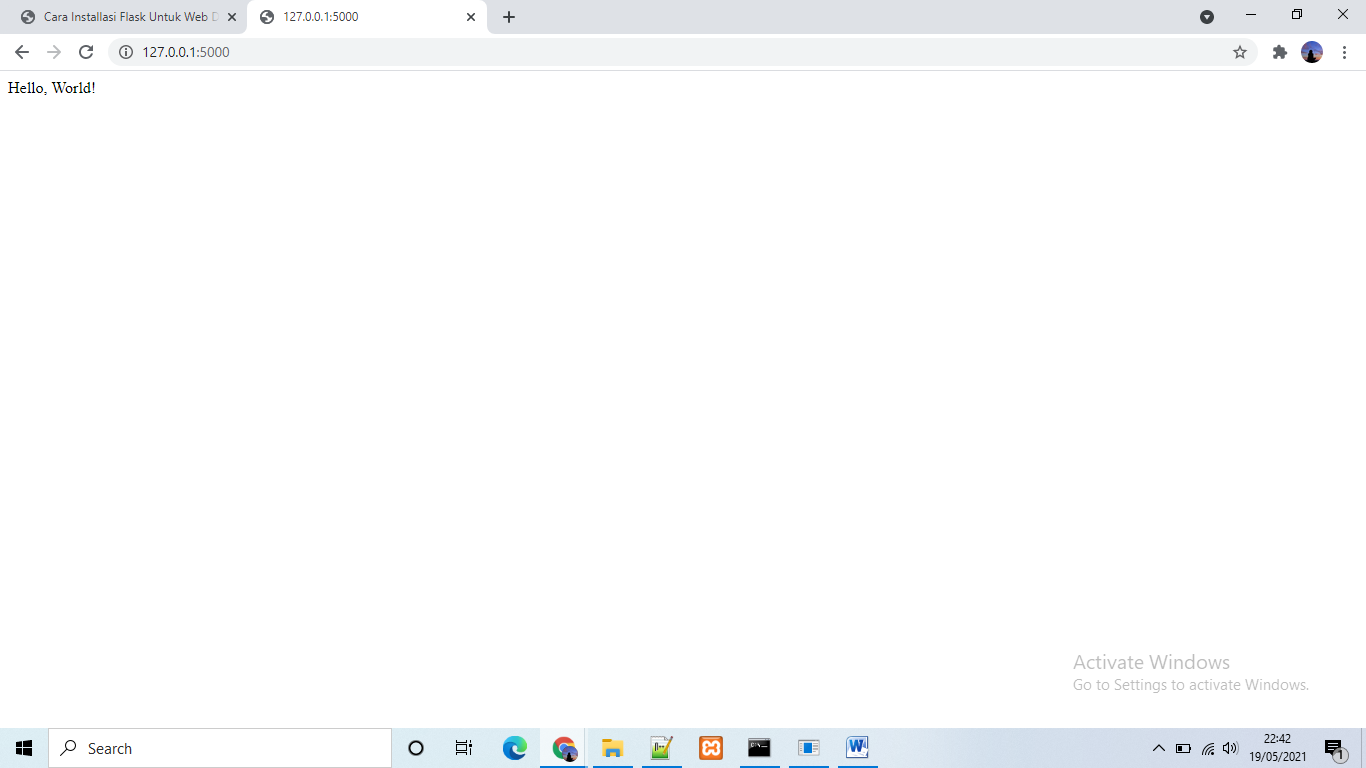 Cara Installasi Flask Untuk Web D
127.0.0.1:5000
127.0.0.1:5000
Hello, World!
Activate Windows
Go to Settings to activate Windows.
Search
22:42
19/05/2021
1